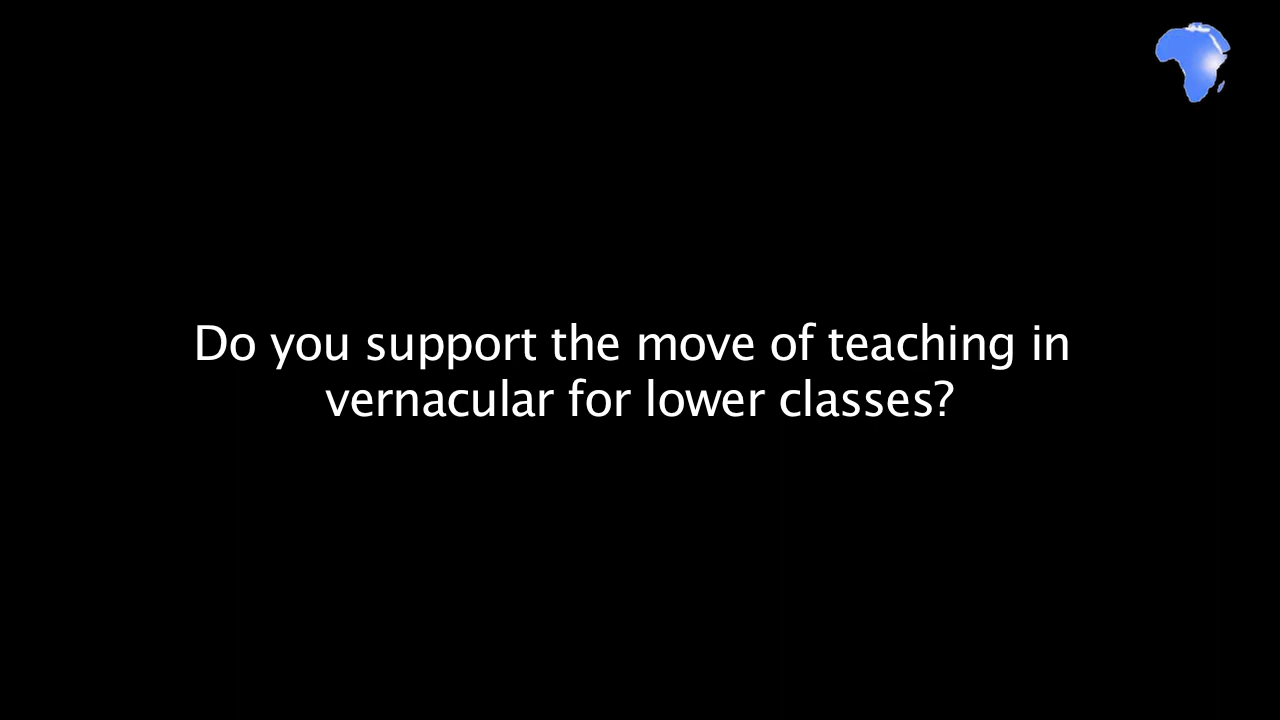 Do you support the move of teaching in
vernacular for lower classes?